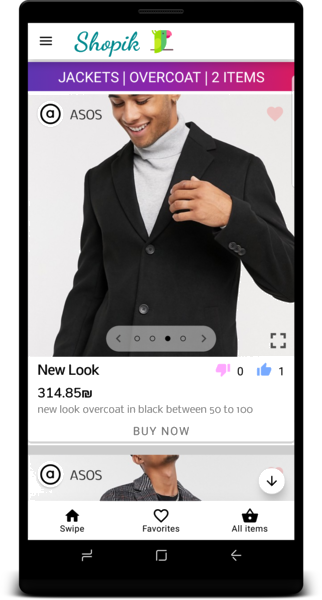 Shopik
JACKETS | OVERCOAT | 2 ITEMS
a ASOS
New Look
0
1
314.85₪
new look overcoat in black between 50 to 100
BUY NOW
a ASOS
Swipe
Favorites
All items